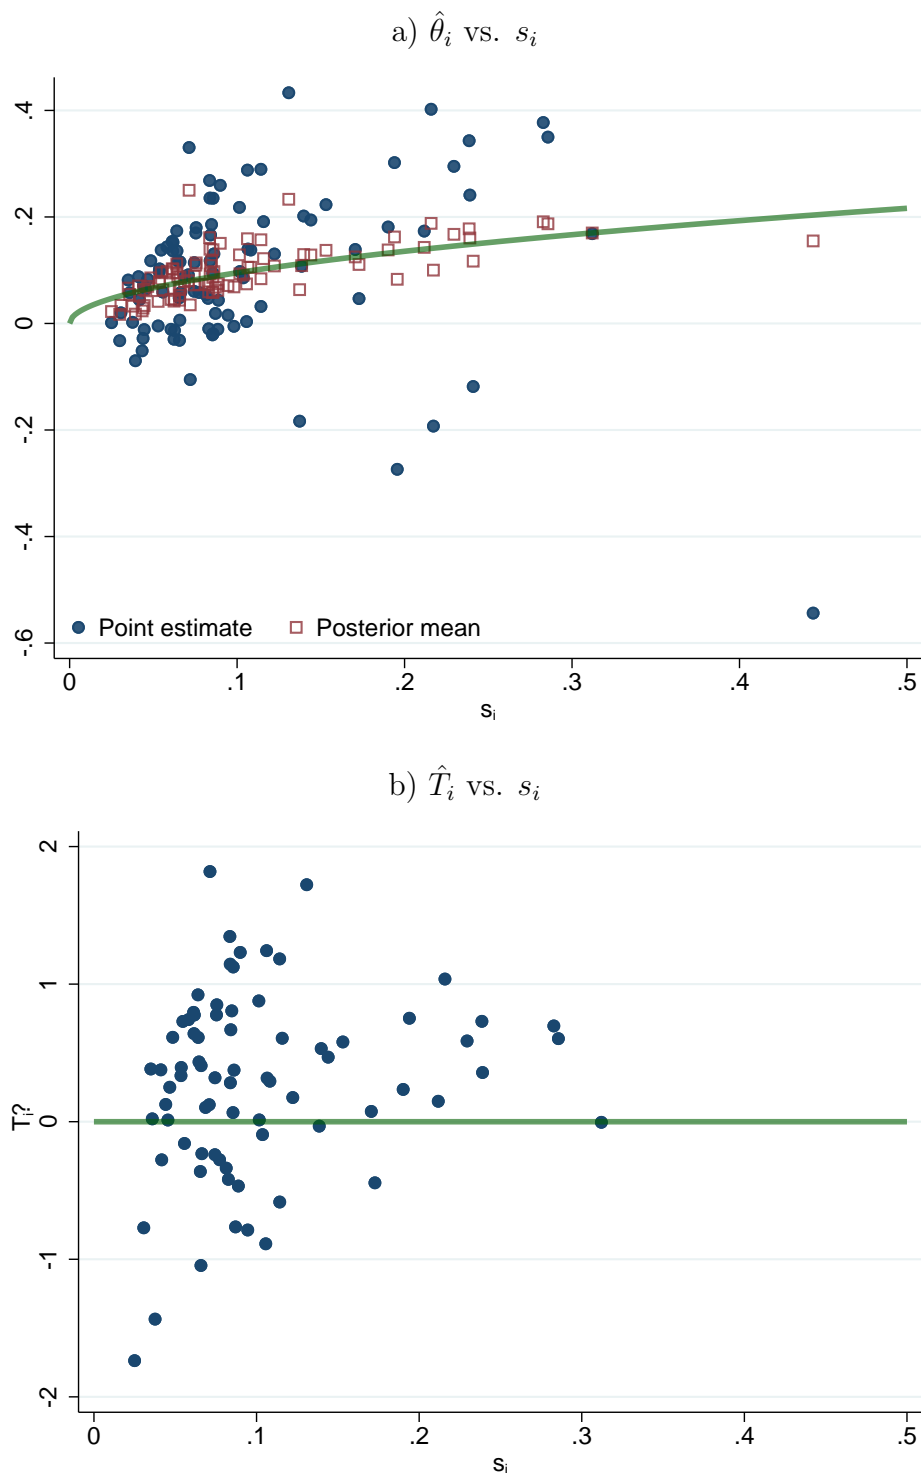 a) θ̂ᵢ vs. sᵢ
.4
.2
0
-.2
-.4
-.6
Point estimate
Posterior mean
0 .1 .2 .3 .4 .5
sᵢ
b) T̂ᵢ vs. sᵢ
2
1
0
-1
-2
Tᵢ?
0 .1 .2 .3 .4 .5
sᵢ